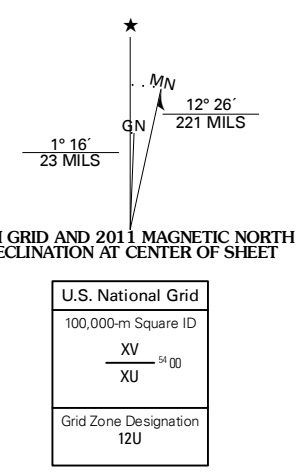 ★
MN
GN
12° 26´
221 MILS
1° 16´
23 MILS
GRID AND 2011 MAGNETIC NORTH
AT CENTER OF SHEET
U.S. National Grid
100,000-m Square ID
XV
XU
54 00
Grid Zone Designation
12U